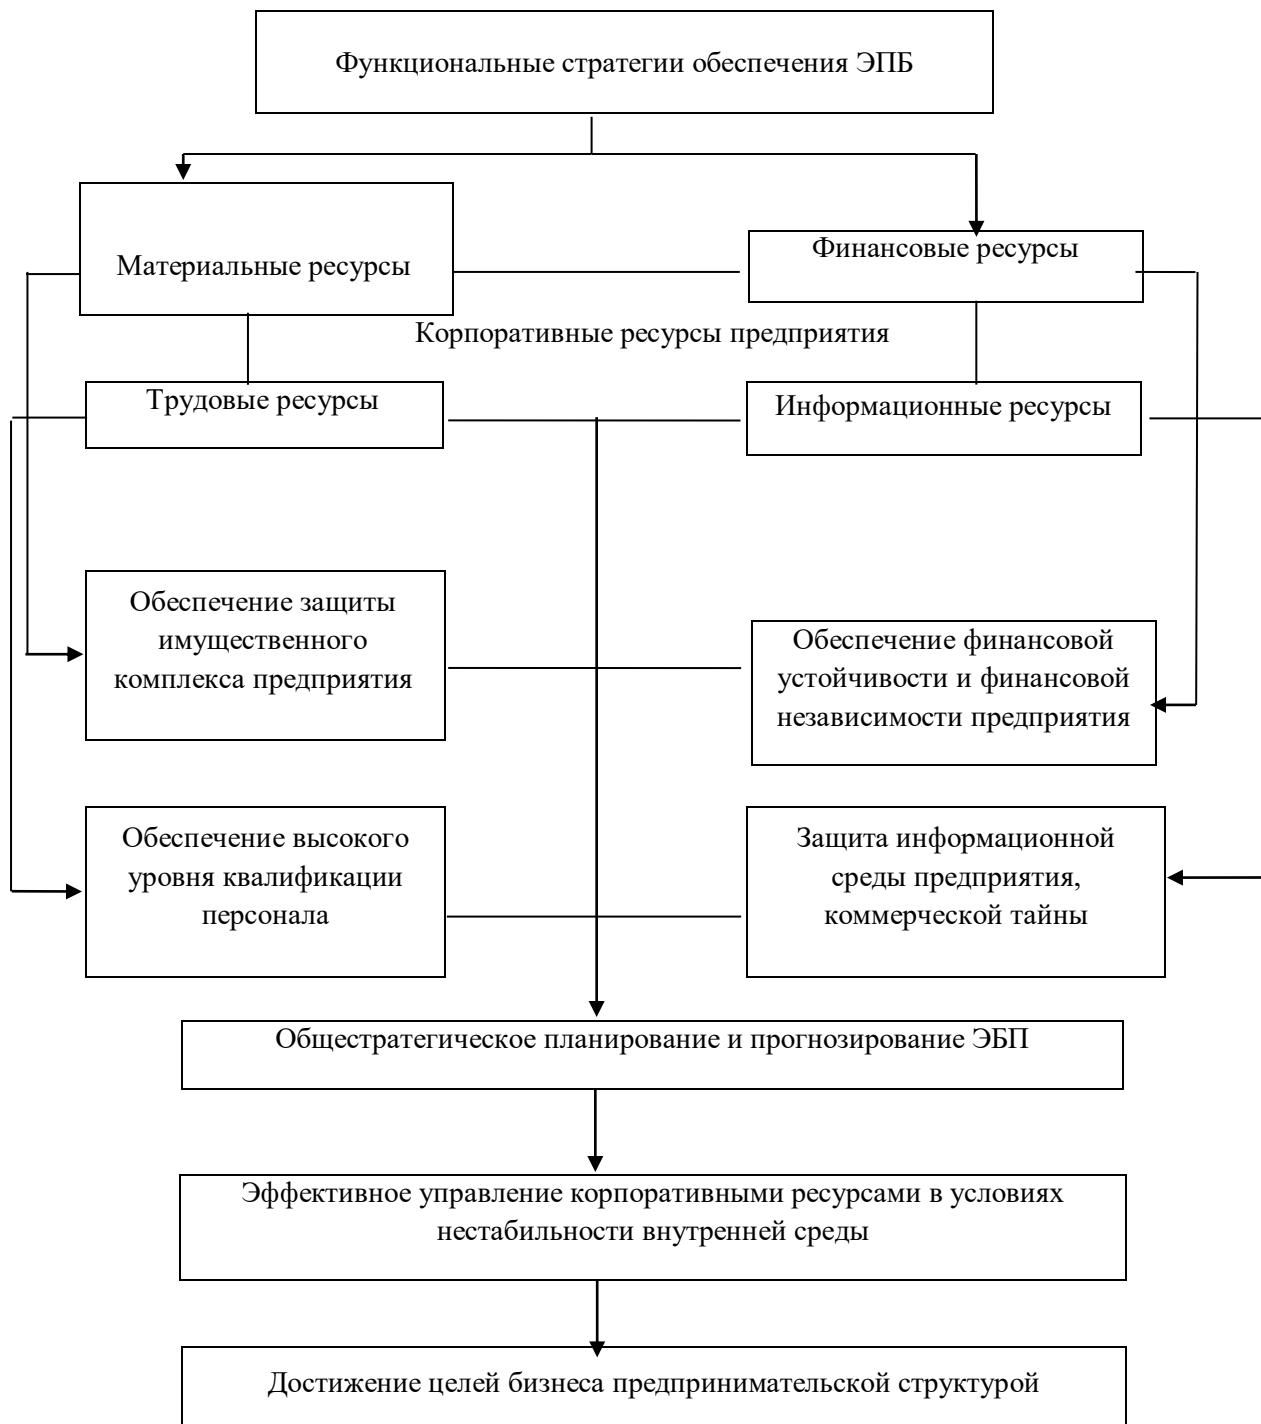 Функциональные стратегии обеспечения ЭПБ
Материальные ресурсы
Финансовые ресурсы
Корпоративные ресурсы предприятия
Трудовые ресурсы
Информационные ресурсы
Обеспечение защиты
имущественного
комплекса предприятия
Обеспечение финансовой
устойчивости и финансовой
независимости предприятия
Обеспечение высокого
уровня квалификации
персонала
Защита информационной
среды предприятия,
коммерческой тайны
Общестратегическое планирование и прогнозирование ЭБП
Эффективное управление корпоративными ресурсами в условиях
нестабильности внутренней среды
Достижение целей бизнеса предпринимательской структурой